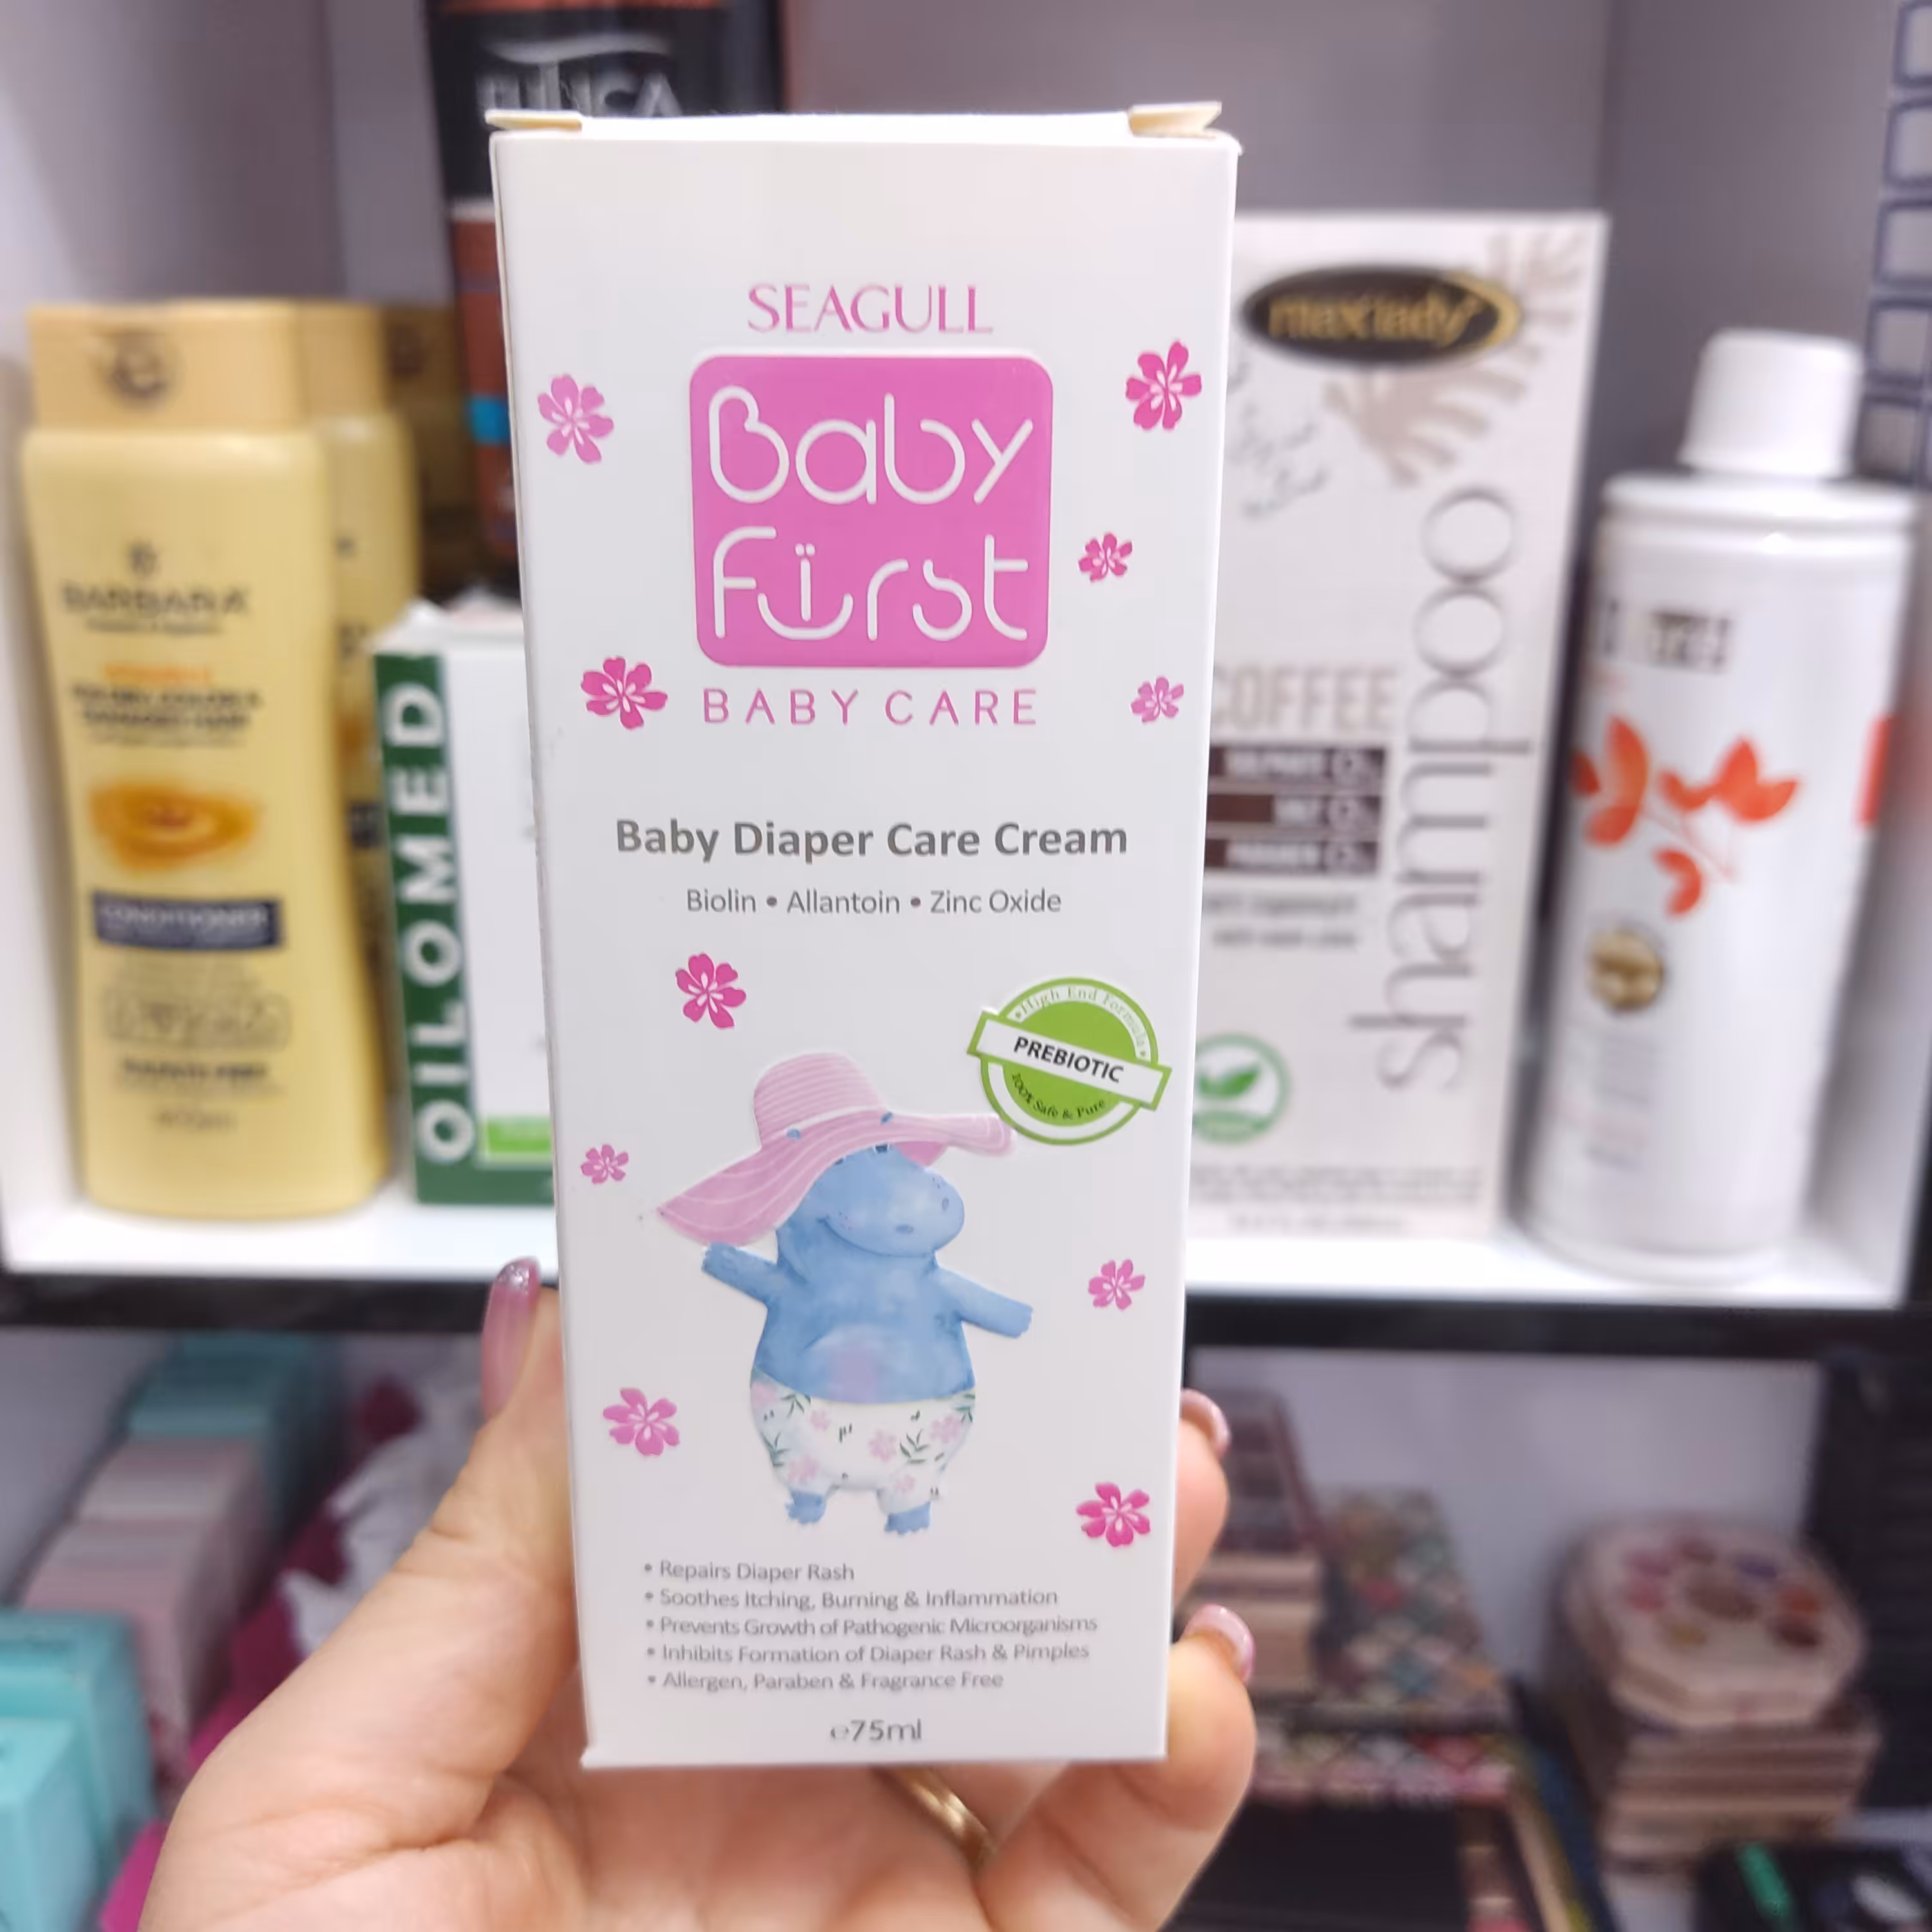 SEAGULL
Baby
First
BABY CARE
Baby Diaper Care Cream
Biolin • Allantoin • Zinc Oxide
• High End Formula •
PREBIOTIC
100% Safe & Pure
• Repairs Diaper Rash
• Soothes Itching, Burning & Inflammation
• Prevents Growth of Pathogenic Microorganisms
• Inhibits Formation of Diaper Rash & Pimples
• Allergen, Paraben & Fragrance Free
℮75ml
BARBARA
CONDITIONER
OILOMED
maxlady
COFFEE
shampoo